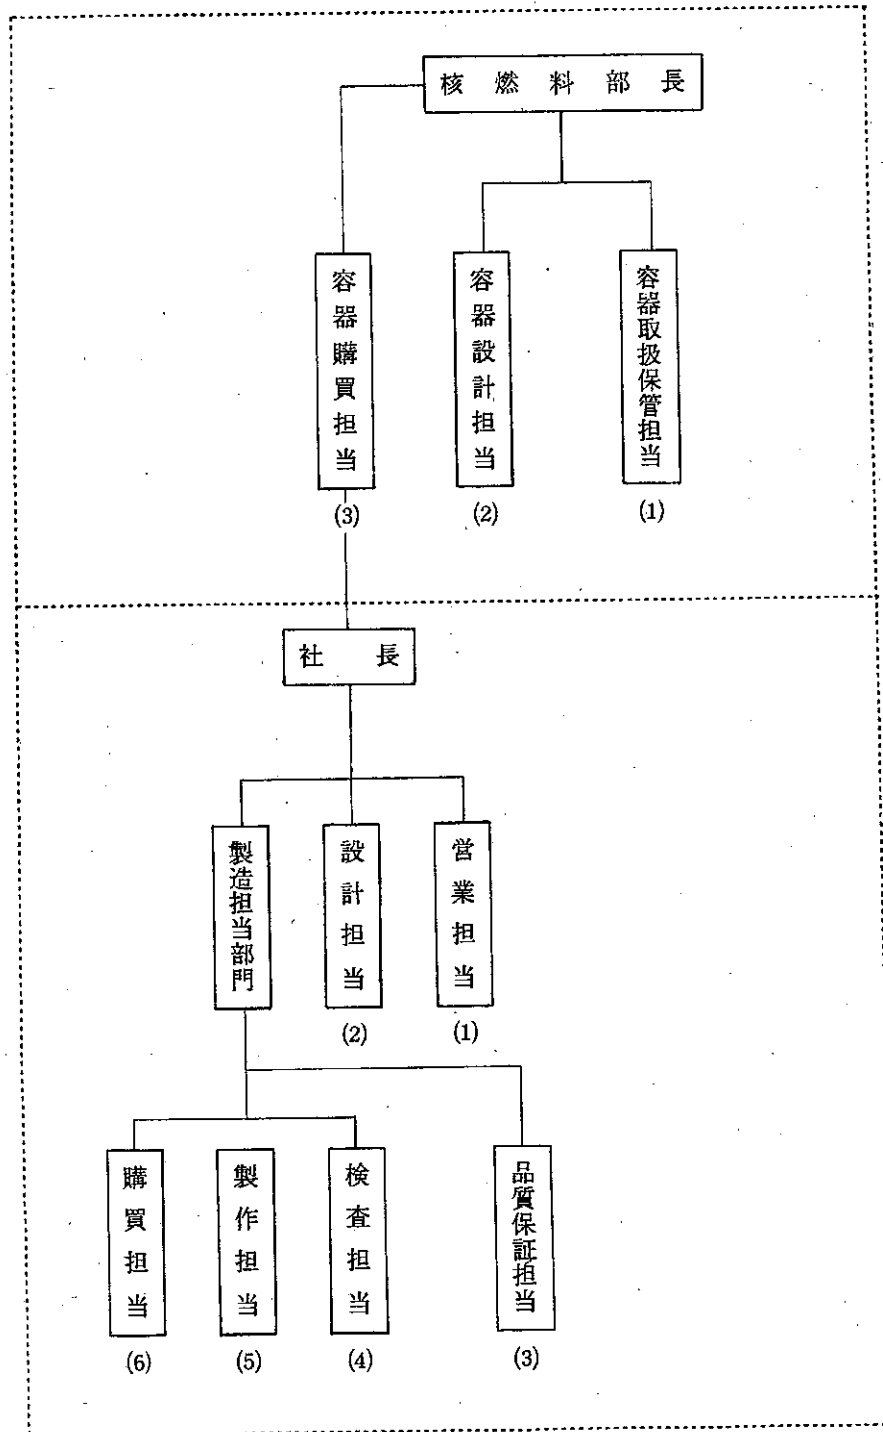 核燃料部長
容器取扱保管担当
(1)
容器設計担当
(2)
容器購買担当
(3)
社長
営業担当
(1)
設計担当
(2)
製造担当部門
品質保証担当
(3)
検査担当
(4)
製作担当
(5)
購買担当
(6)